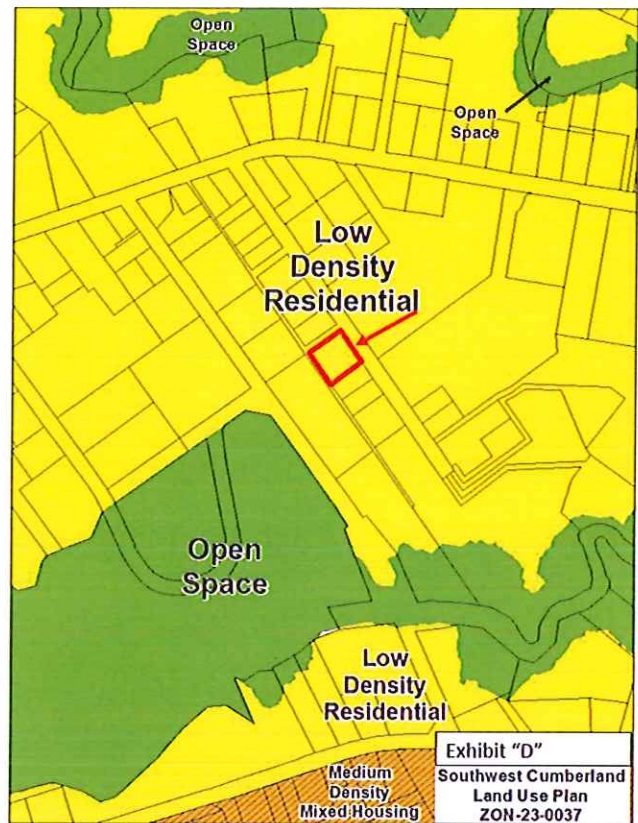 Open
Space
Open
Space
Low
Density
Residential
Open
Space
Low
Density
Residential
Medium
Density
Mixed Housing
Exhibit "D"
Southwest Cumberland
Land Use Plan
ZON-23-0037